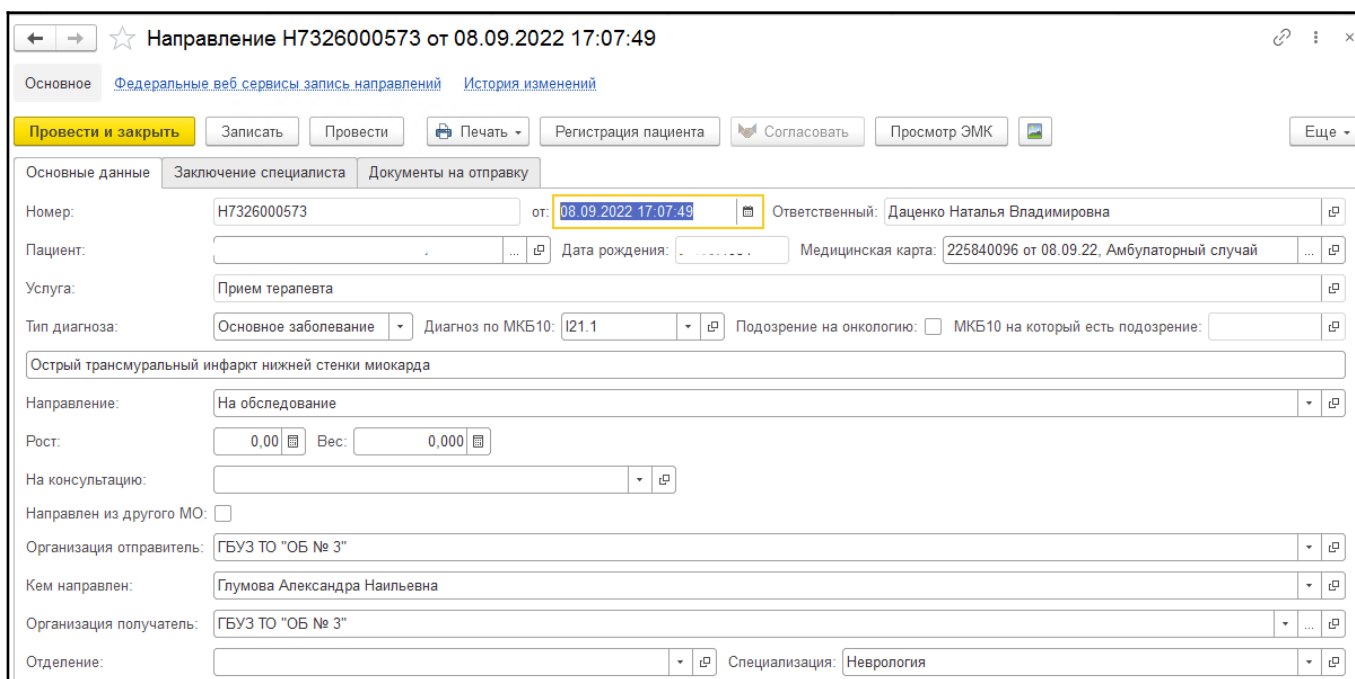 Направление Н7326000573 от 08.09.2022 17:07:49
Основное Федеральные веб сервисы запись направлений История изменений
Провести и закрыть Записать Провести Печать Регистрация пациента Согласовать Просмотр ЭМК Еще
Основные данные Заключение специалиста Документы на отправку
Номер: Н7326000573 от: 08.09.2022 17:07:49 Ответственный: Даценко Наталья Владимировна
Пациент: ... Дата рождения: Медицинская карта: 225840096 от 08.09.22, Амбулаторный случай ...
Услуга: Прием терапевта
Тип диагноза: Основное заболевание Диагноз по МКБ10: I21.1 Подозрение на онкологию: МКБ10 на который есть подозрение:
Острый трансмуральный инфаркт нижней стенки миокарда
Направление: На обследование
Рост: 0,00 Вес: 0,000
На консультацию:
Направлен из другого МО:
Организация отправитель: ГБУЗ ТО "ОБ № 3"
Кем направлен: Глумова Александра Наильевна
Организация получатель: ГБУЗ ТО "ОБ № 3" ...
Отделение: Специализация: Неврология